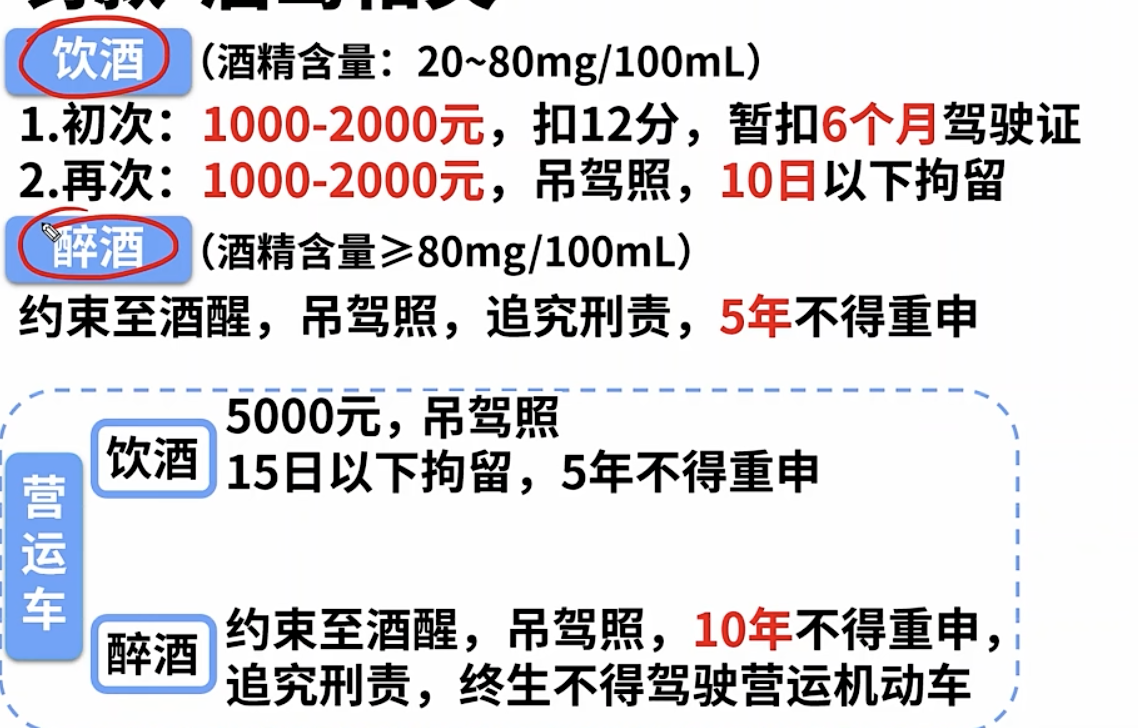 饮酒（酒精含量：20~80mg/100mL）
1.初次：1000-2000元，扣12分，暂扣6个月驾驶证
2.再次：1000-2000元，吊驾照，10日以下拘留
醉酒（酒精含量≥80mg/100mL）
约束至酒醒，吊驾照，追究刑责，5年不得重申
营运车
饮酒
5000元，吊驾照
15日以下拘留，5年不得重申
醉酒
约束至酒醒，吊驾照，10年不得重申，
追究刑责，终生不得驾驶营运机动车